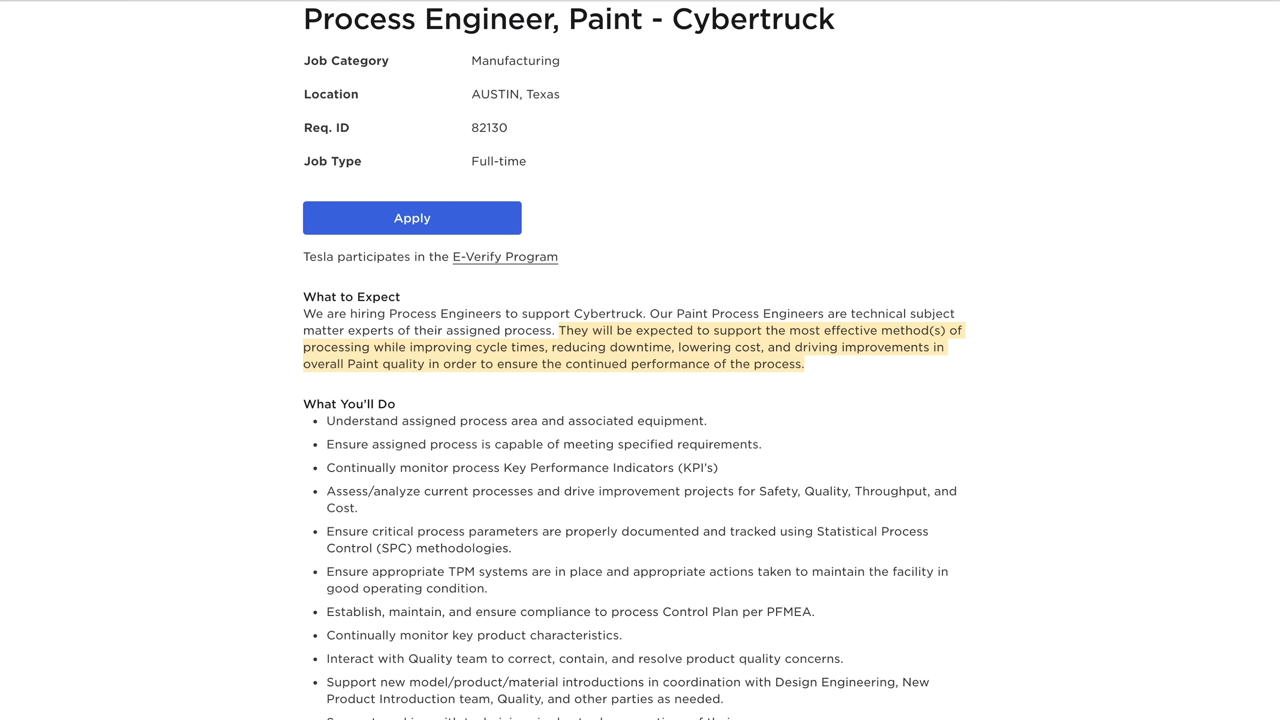 Process Engineer, Paint - Cybertruck
Job Category Manufacturing
Location AUSTIN, Texas
Req. ID 82130
Job Type Full-time
Apply
Tesla participates in the E-Verify Program
What to Expect
We are hiring Process Engineers to support Cybertruck. Our Paint Process Engineers are technical subject
matter experts of their assigned process. They will be expected to support the most effective method(s) of
processing while improving cycle times, reducing downtime, lowering cost, and driving improvements in
overall Paint quality in order to ensure the continued performance of the process.
What You'll Do
• Understand assigned process area and associated equipment.
• Ensure assigned process is capable of meeting specified requirements.
• Continually monitor process Key Performance Indicators (KPI's)
• Assess/analyze current processes and drive improvement projects for Safety, Quality, Throughput, and
Cost.
• Ensure critical process parameters are properly documented and tracked using Statistical Process
Control (SPC) methodologies.
• Ensure appropriate TPM systems are in place and appropriate actions taken to maintain the facility in
good operating condition.
• Establish, maintain, and ensure compliance to process Control Plan per PFMEA.
• Continually monitor key product characteristics.
• Interact with Quality team to correct, contain, and resolve product quality concerns.
• Support new model/product/material introductions in coordination with Design Engineering, New
Product Introduction team, Quality, and other parties as needed.